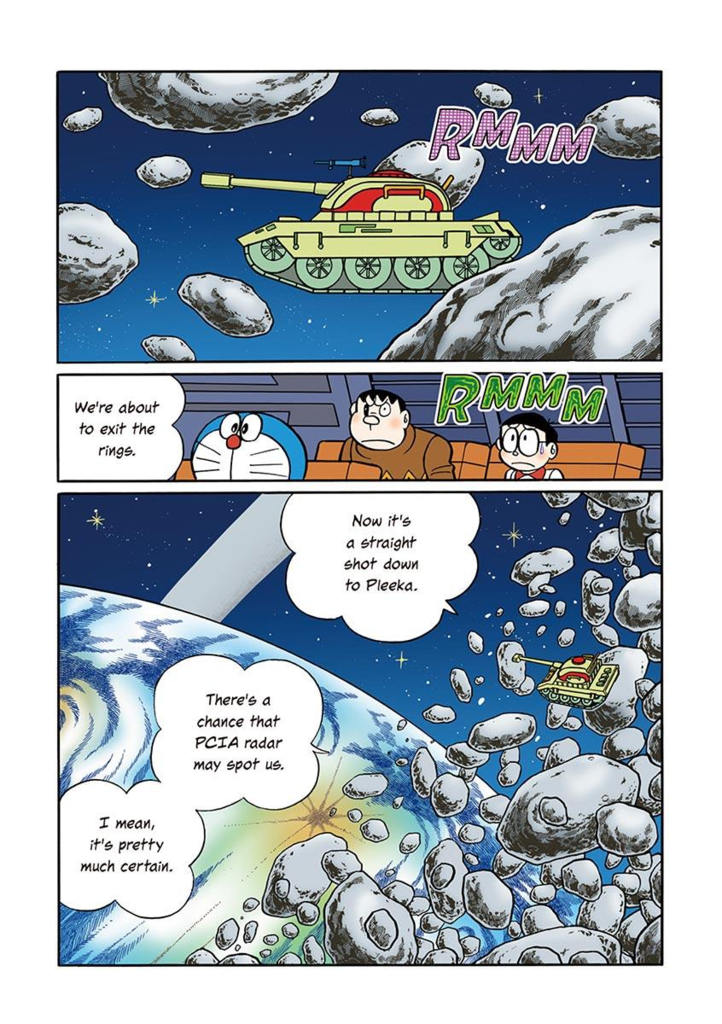 RMMM
We're about
to exit the
rings.
RMMM
Now it's
a straight
shot down
to Pleeka.
There's a
chance that
PCIA radar
may spot us.
I mean,
it's pretty
much certain.